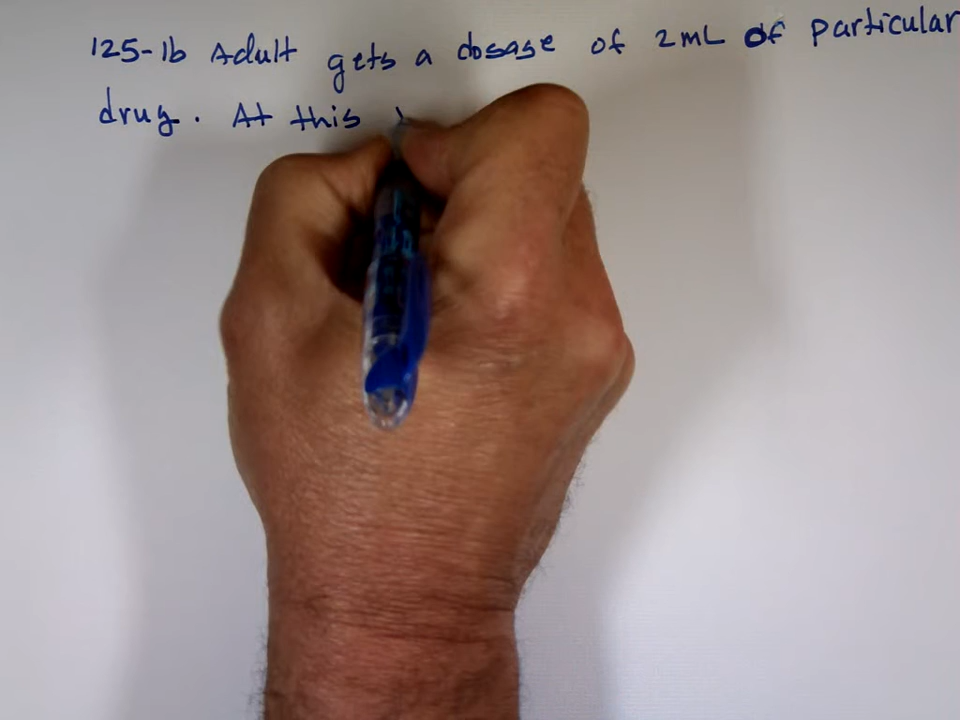 125-lb Adult gets a dosage of 2mL of particular
drug. At this